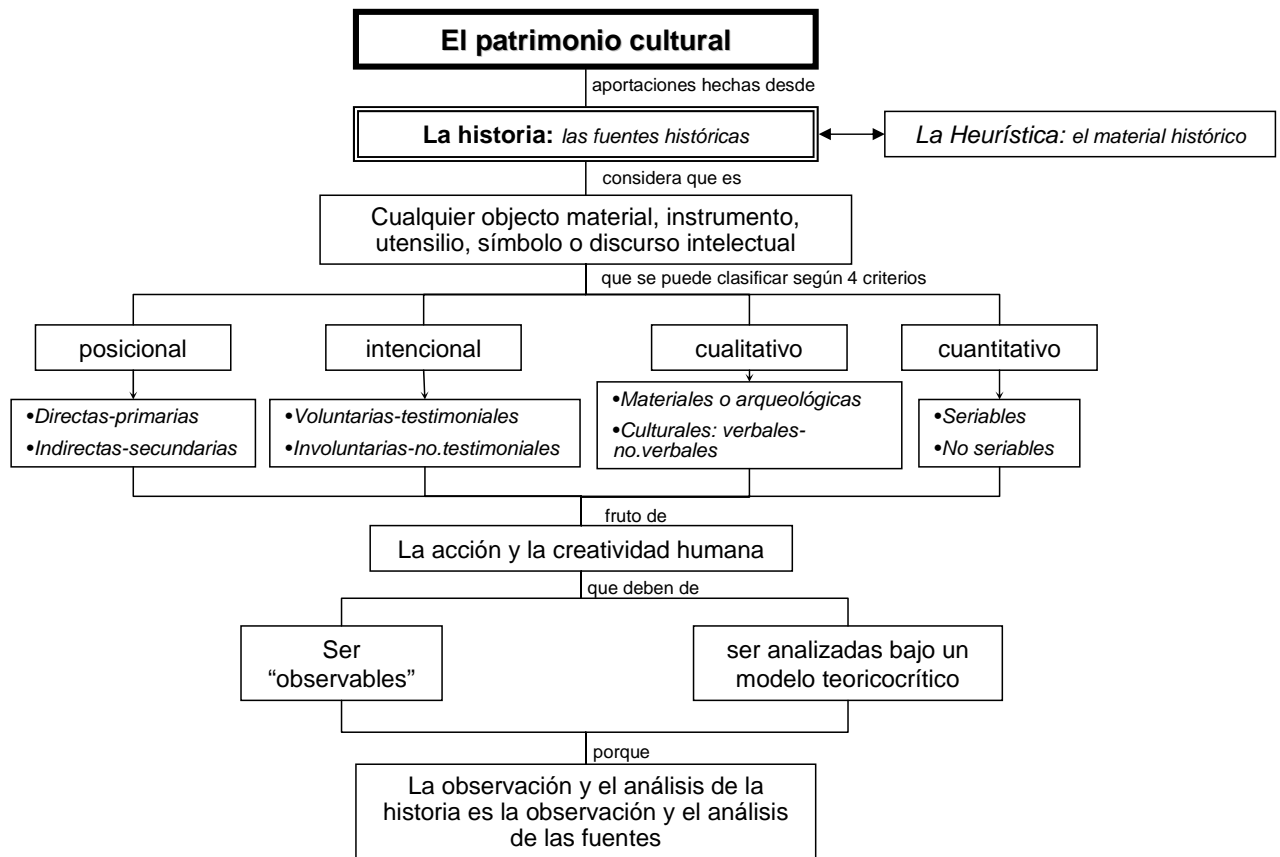 El patrimonio cultural
aportaciones hechas desde
La historia: las fuentes históricas
La Heurística: el material histórico
considera que es
Cualquier objecto material, instrumento,
utensilio, símbolo o discurso intelectual
que se puede clasificar según 4 criterios
posicional
intencional
cualitativo
cuantitativo
•Directas-primarias
•Indirectas-secundarias
•Voluntarias-testimoniales
•Involuntarias-no.testimoniales
•Materiales o arqueológicas
•Culturales: verbales-
no.verbales
•Seriables
•No seriables
fruto de
La acción y la creatividad humana
que deben de
Ser
“observables”
ser analizadas bajo un
modelo teoricocrítico
porque
La observación y el análisis de la
historia es la observación y el análisis
de las fuentes